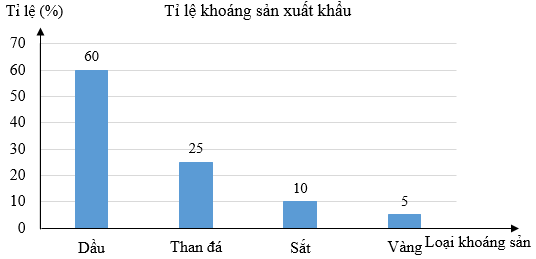 Tỉ lệ (%)
Tỉ lệ khoáng sản xuất khẩu
70
60
50
40
30
20
10
0
60
25
10
5
Dầu
Than đá
Sắt
Vàng
Loại khoáng sản